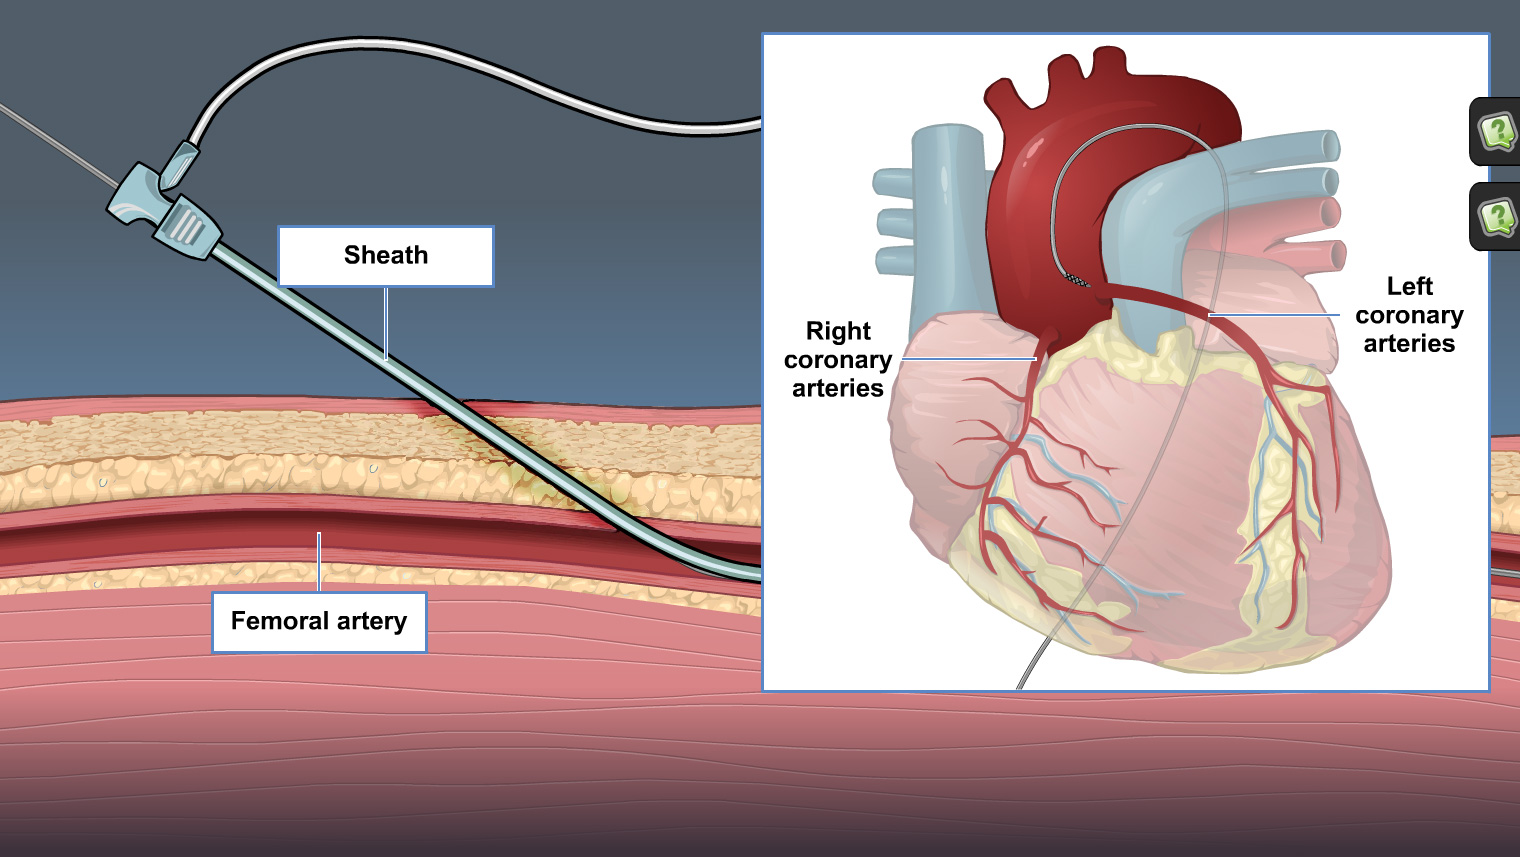 Sheath
Femoral artery
Right
coronary
arteries
Left
coronary
arteries
?
?